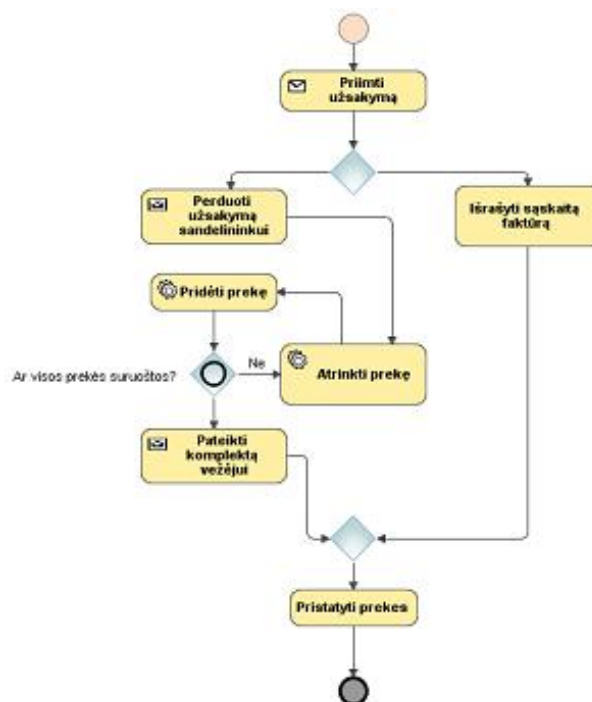 Priimti
užsakymą
Perduoti
užsakymą
sandelininkui
Išrašyti sąskaitą
faktūrą
Pridėti prekę
Ar visos prekės suruoštos?
Ne
Atrinkti prekę
Pateikti
komplektą
vežėjui
Pristatyti prekes